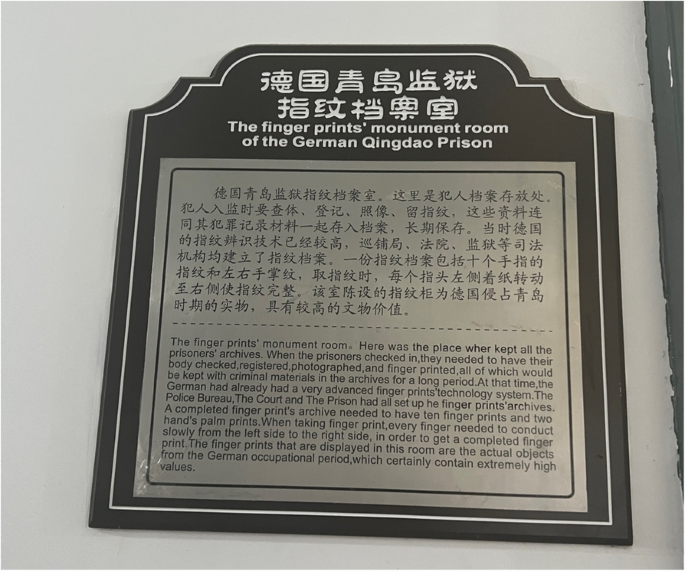 德国青岛监狱
指纹档案室
The finger prints' monument room
of the German Qingdao Prison
德国青岛监狱指纹档案室。这里是犯人档案存放处。
犯人入监时要查体、登记、照像、留指纹，这些资料连
同其犯罪记录材料一起存入档案，长期保存。当时德国
的指纹辨识技术已经较高，巡铺局、法院、监狱等司法
机构均建立了指纹档案。一份指纹档案包括十个手指的
指纹和左右手掌纹，取指纹时，每个指头左侧着纸转动
至右侧使指纹完整。该室陈设的指纹柜为德国侵占青岛
时期的实物，具有较高的文物价值。
The finger prints' monument room。Here was the place wher kept all the
prisoners' archives. When the prisoners checked in,they needed to have their
body checked,registered,photographed,and finger printed,all of which would
be kept with criminal materials in the archives for a long period.At that time,the
German had already had a very advanced finger prints'technology system.The
Police Bureau,The Court and The Prison had all set up he finger prints'archives.
A completed finger print's archive needed to have ten finger prints and two
hand's palm prints.When taking finger print,every finger needed to conduct
slowly from the left side to the right side, in order to get a completed finger
print.The finger prints that are displayed in this room are the actual objects
from the German occupational period,which certainly contain extremely high
values.